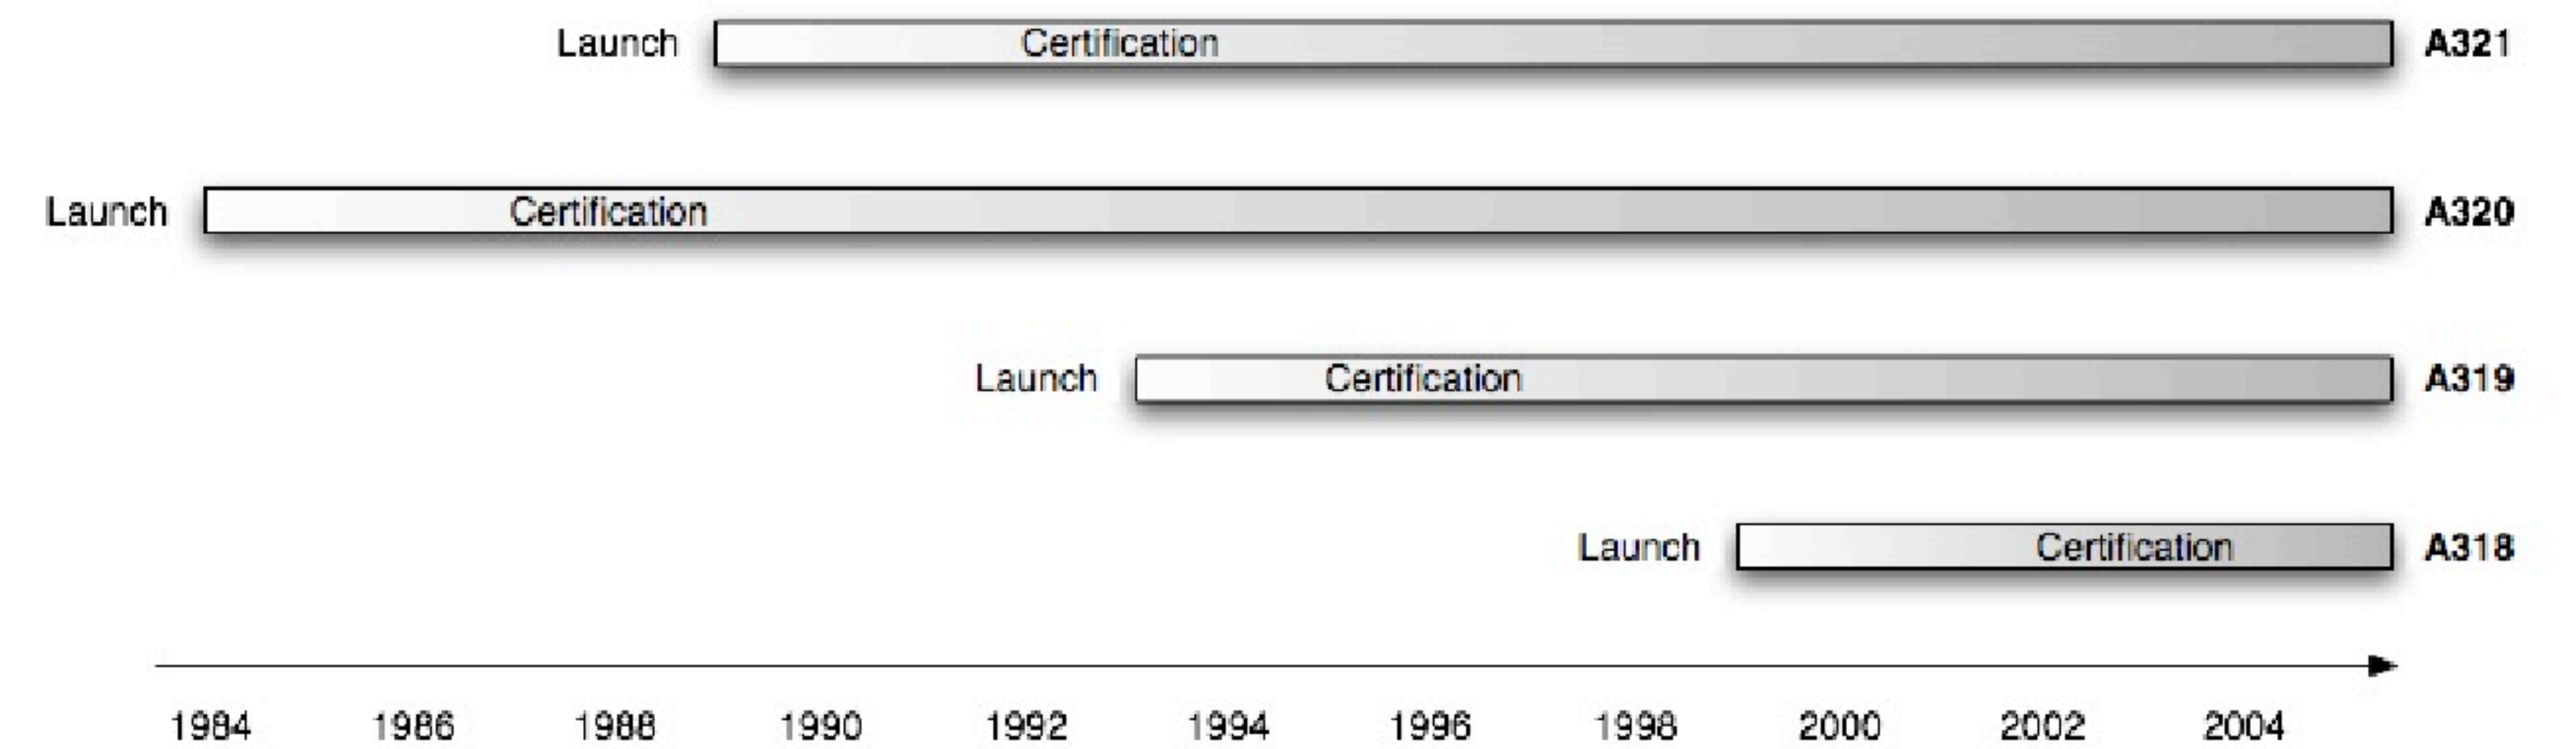 Launch Certification A321
Launch Certification A320
Launch Certification A319
Launch Certification A318
1984 1986 1988 1990 1992 1994 1996 1998 2000 2002 2004